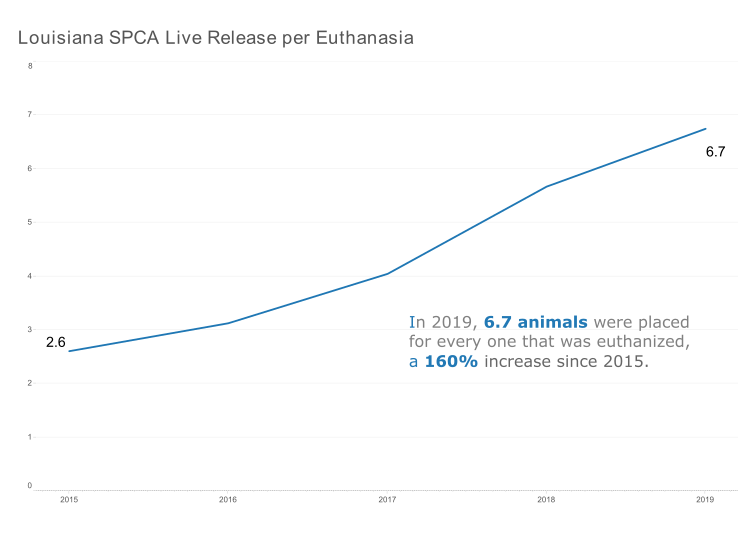 Louisiana SPCA Live Release per Euthanasia
8
7
6.7
6
5
4
In 2019, 6.7 animals were placed
3
for every one that was euthanized,
2.6
a 160% increase since 2015.
2
1
0
2015 2016 2017 2018 2019